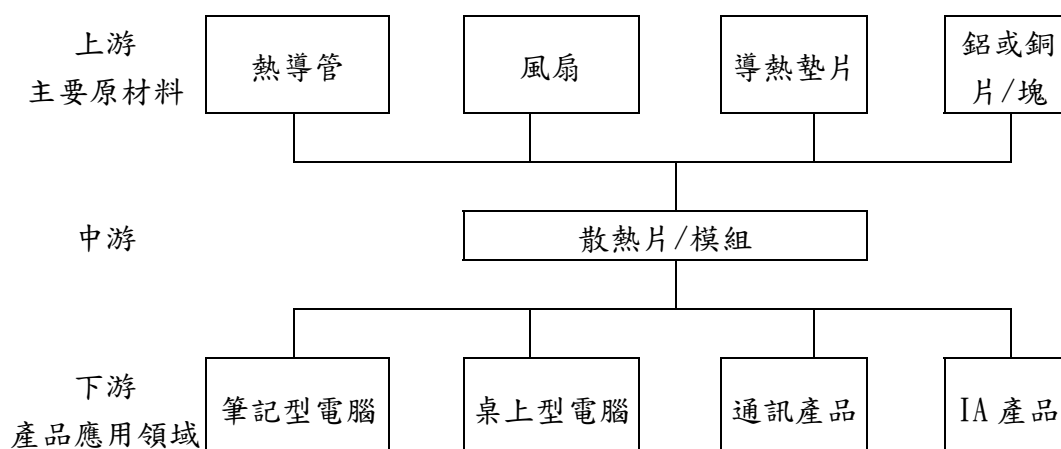 上游
主要原材料
熱導管
風扇
導熱墊片
鋁或銅
片/塊
中游
散熱片/模組
下游
產品應用領域
筆記型電腦
桌上型電腦
通訊產品
IA 產品